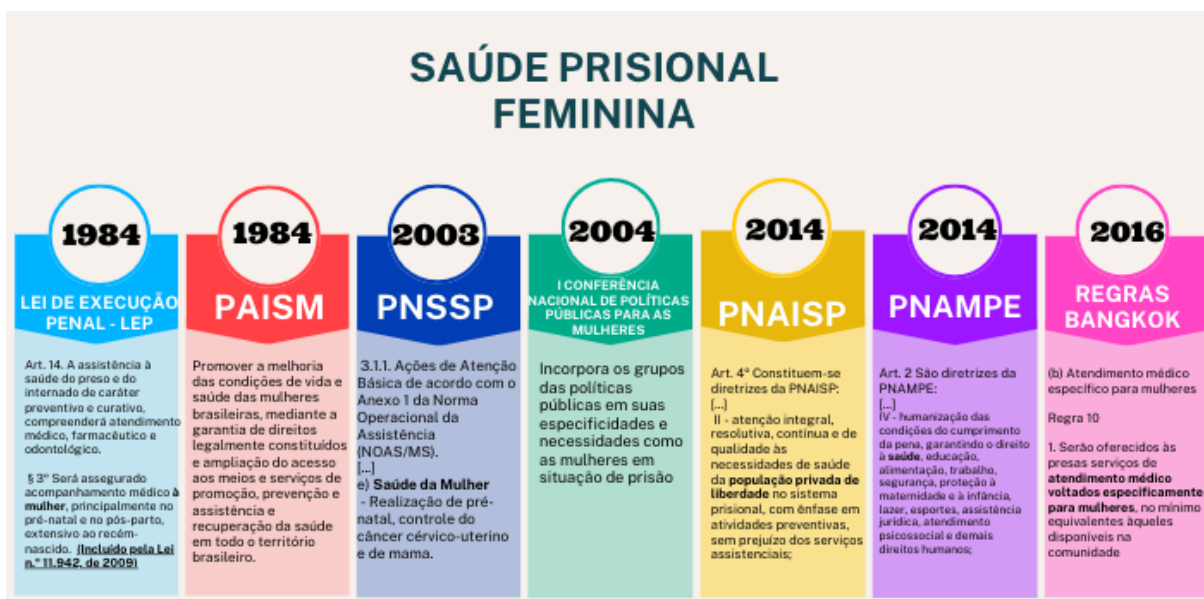 SAÚDE PRISIONAL
FEMININA
1984
LEI DE EXECUÇÃO
PENAL - LEP
Art. 14. A assistência à
saúde do preso e do
internado de caráter
preventivo e curativo,
compreenderá atendimento
médico, farmacêutico e
odontológico.
§ 3º Será assegurado
acompanhamento médico à
mulher, principalmente no
pré-natal e no pós-parto,
extensivo ao recém-
nascido. (Incluído pela Lei
n.º 11.942, de 2009)
1984
PAISM
Promover a melhoria
das condições de vida e
saúde das mulheres
brasileiras, mediante a
garantia de direitos
legalmente constituídos
e ampliação do acesso
aos meios e serviços de
promoção, prevenção e
assistência e
recuperação da saúde
em todo o território
brasileiro.
2003
PNSSP
3.1.1. Ações de Atenção
Básica de acordo com o
Anexo 1 da Norma
Operacional da
Assistência
(NOAS/MS).
[...]
e) Saúde da Mulher
- Realização de pré-
natal, controle do
câncer cérvico-uterino
e de mama.
2004
I CONFERÊNCIA
NACIONAL DE POLÍTICAS
PÚBLICAS PARA AS
MULHERES
Incorpora os grupos
das políticas
públicas em suas
especificidades e
necessidades como
as mulheres em
situação de prisão
2014
PNAISP
Art. 4º Constituem-se
diretrizes da PNAISP:
[...]
II - atenção integral,
resolutiva, contínua e de
qualidade às
necessidades de saúde
da população privada de
liberdade no sistema
prisional, com ênfase em
atividades preventivas,
sem prejuízo dos serviços
assistenciais;
2014
PNAMPE
Art. 2 São diretrizes da
PNAMPE:
[...]
IV - humanização das
condições do cumprimento
da pena, garantindo o direito
à saúde, educação,
alimentação, trabalho,
segurança, proteção à
maternidade e à infância,
lazer, esportes, assistência
jurídica, atendimento
psicossocial e demais
direitos humanos;
2016
REGRAS
BANGKOK
(b) Atendimento médico
específico para mulheres
Regra 10
1. Serão oferecidos às
presas serviços de
atendimento médico
voltados especificamente
para mulheres, no mínimo
equivalentes àqueles
disponíveis na
comunidade